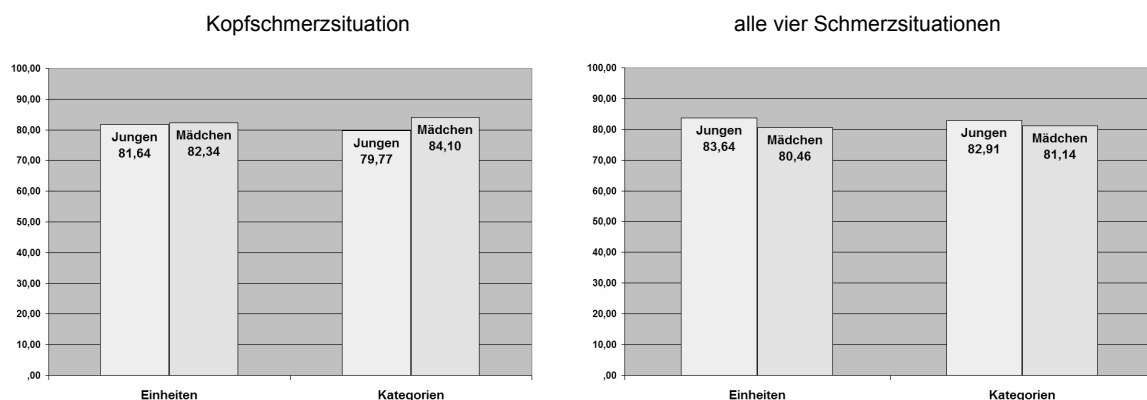 Kopfschmerzsituation
100,00
90,00
80,00
70,00
60,00
50,00
40,00
30,00
20,00
10,00
,00
Jungen
81,64
Mädchen
82,34
Jungen
79,77
Mädchen
84,10
Einheiten
Kategorien
alle vier Schmerzsituationen
100,00
90,00
80,00
70,00
60,00
50,00
40,00
30,00
20,00
10,00
,00
Jungen
83,64
Mädchen
80,46
Jungen
82,91
Mädchen
81,14
Einheiten
Kategorien